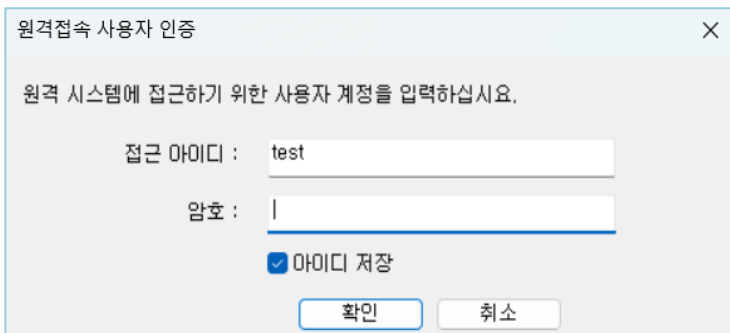 원격접속 사용자 인증
원격 시스템에 접근하기 위한 사용자 계정을 입력하십시요.
접근 아이디 : test
암호 :
아이디 저장
확인 취소